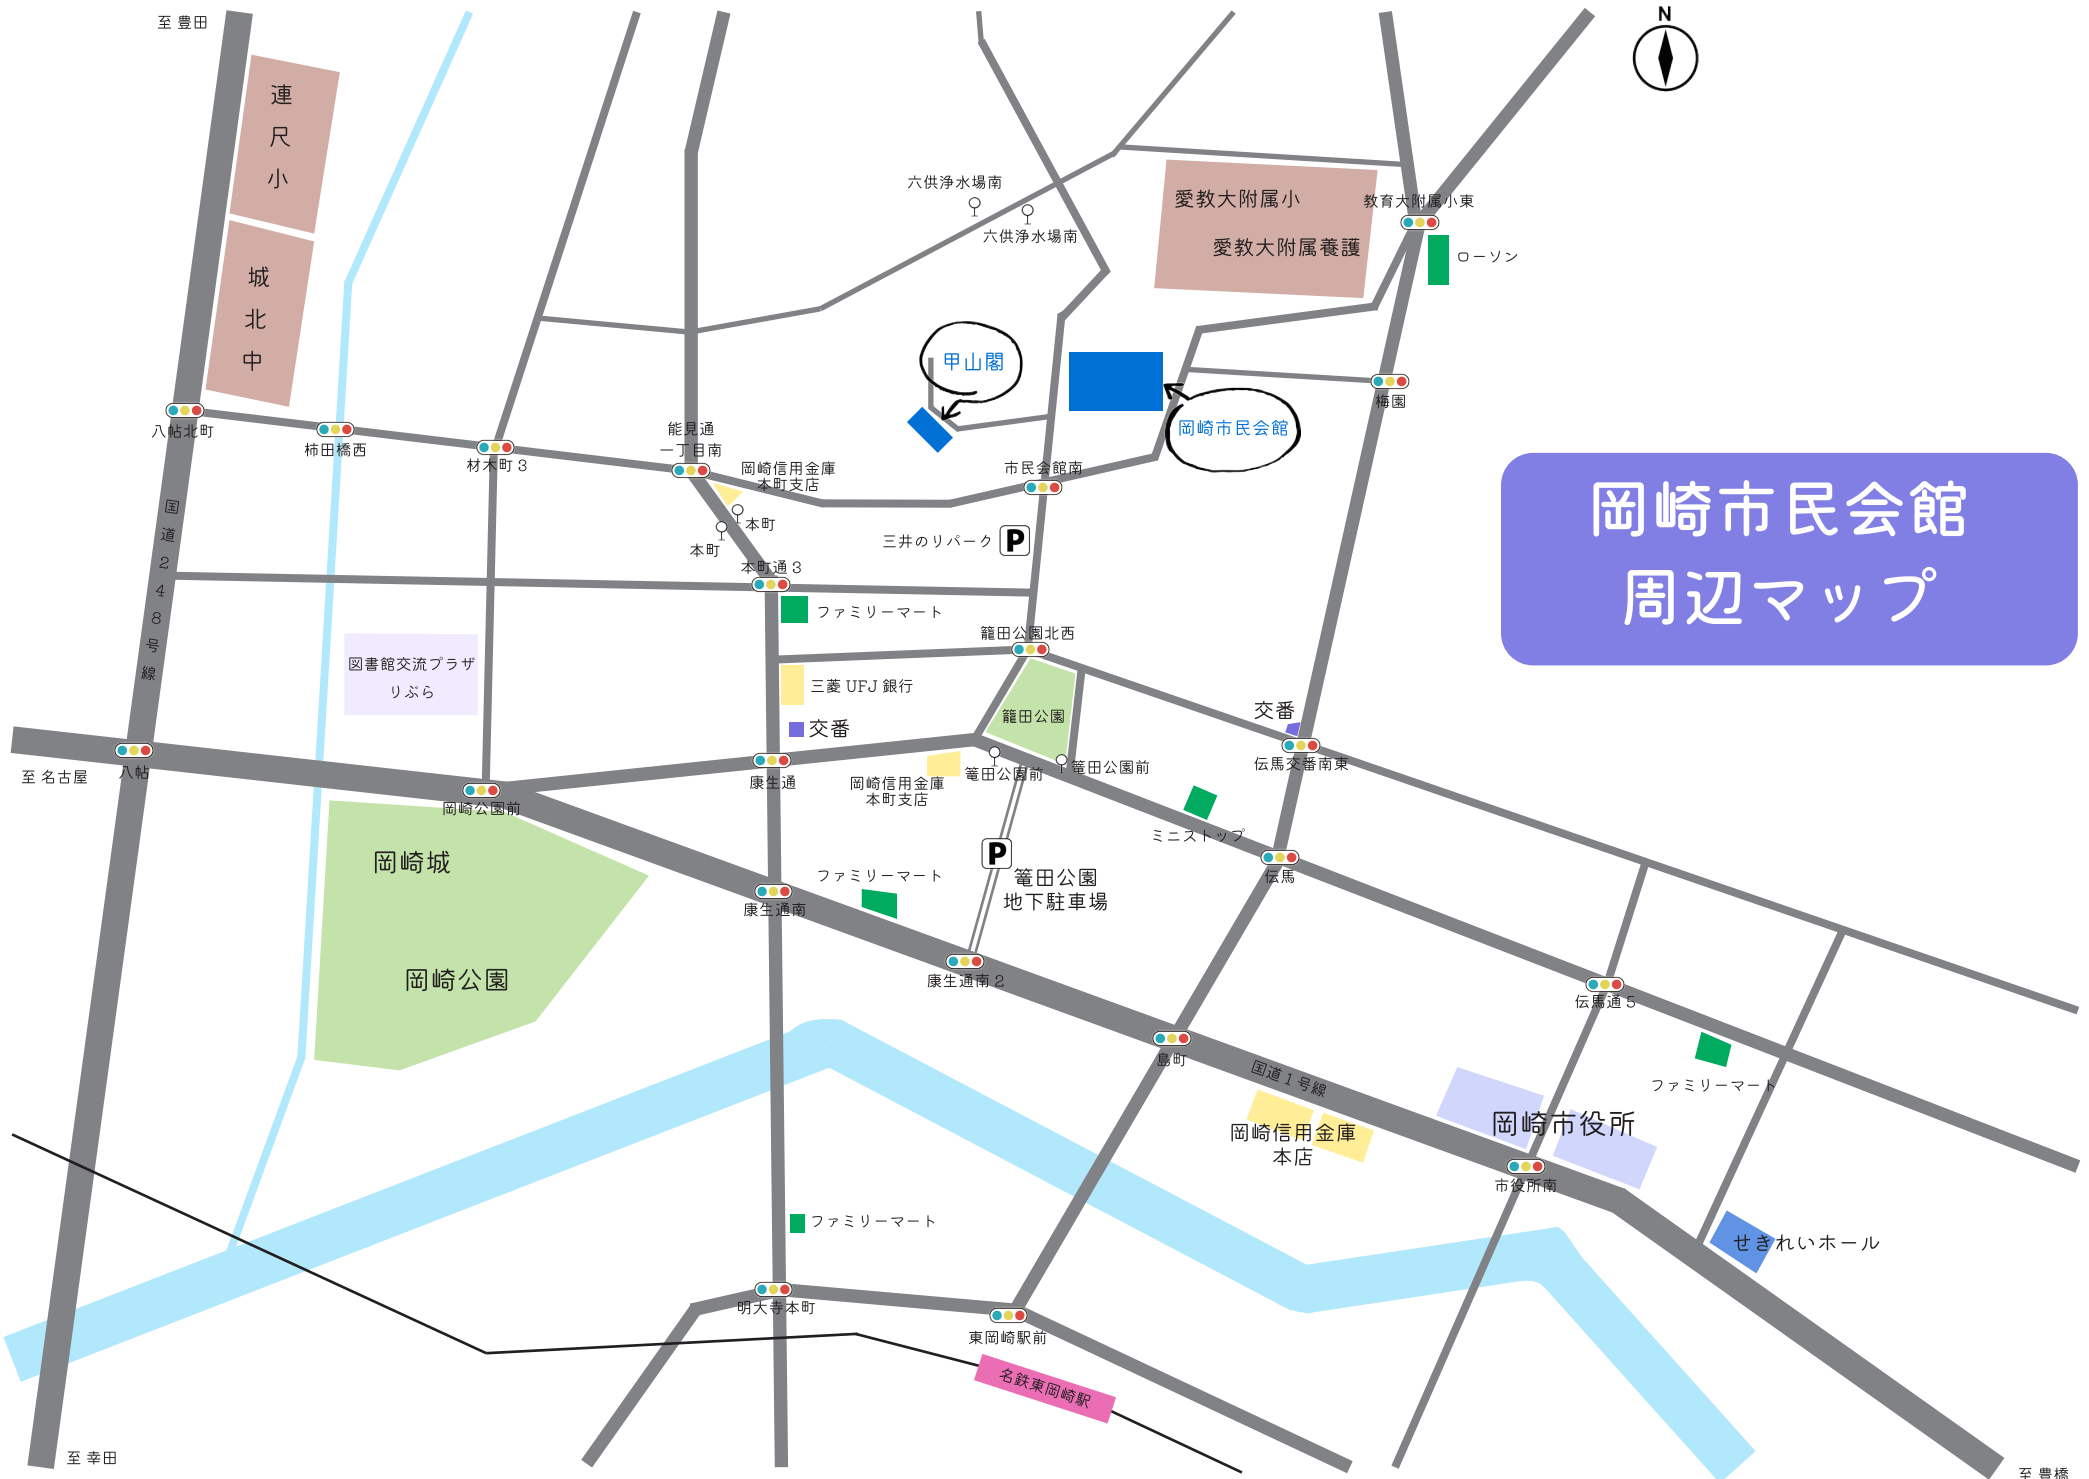 至 豊田
N
連
尺
小
城
北
中
六供浄水場南
六供浄水場南
愛教大附属小
愛教大附属養護
教育大附属小東
ローソン
甲山閣
岡崎市民会館
梅園
八帖北町
柿田橋西
材木町３
能見通
一丁目南
岡崎信用金庫
本町支店
市民会館南
本町
本町
三井のりパーク
P
岡崎市民会館
周辺マップ
国
道
２
４
８
号
線
本町通３
ファミリーマート
籠田公園北西
図書館交流プラザ
りぶら
三菱 UFJ 銀行
交番
籠田公園
交番
至 名古屋
八帖
岡崎公園前
康生通
岡崎信用金庫
本町支店
篭田公園前
篭田公園前
伝馬交番南東
ミニストップ
岡崎城
岡崎公園
康生通南
ファミリーマート
P
篭田公園
地下駐車場
伝馬
康生通南２
伝馬通５
島町
国道１号線
ファミリーマート
岡崎信用金庫
本店
岡崎市役所
市役所南
ファミリーマート
せきれいホール
明大寺本町
東岡崎駅前
名鉄東岡崎駅
至 幸田
至 豊橋